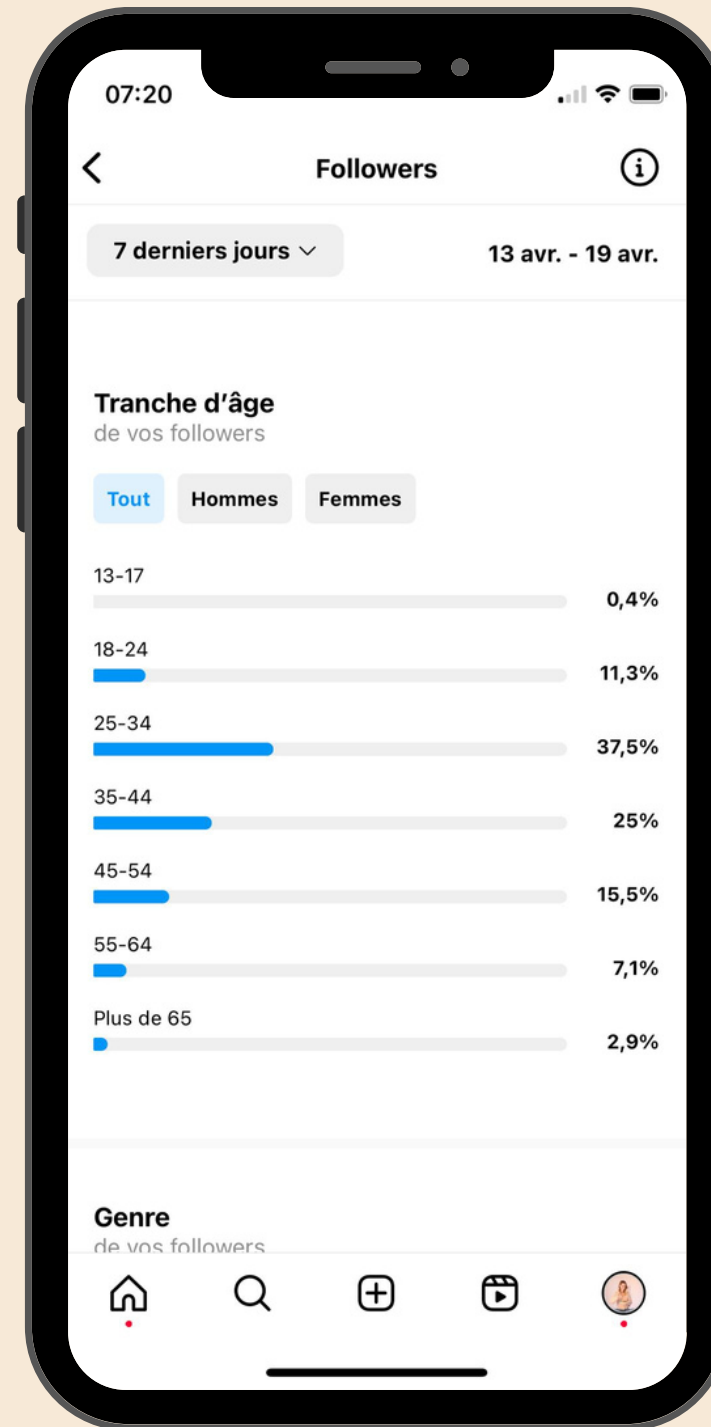 07:20
Followers
7 derniers jours
13 avr. - 19 avr.
Tranche d’âge
de vos followers
Tout Hommes Femmes
13-17
0,4%
18-24
11,3%
25-34
37,5%
35-44
25%
45-54
15,5%
55-64
7,1%
Plus de 65
2,9%
Genre
de vos followers